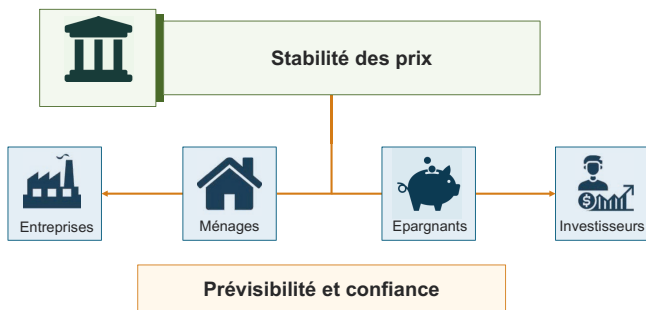 Stabilité des prix
Entreprises
Ménages
Epargnants
Investisseurs
Prévisibilité et confiance